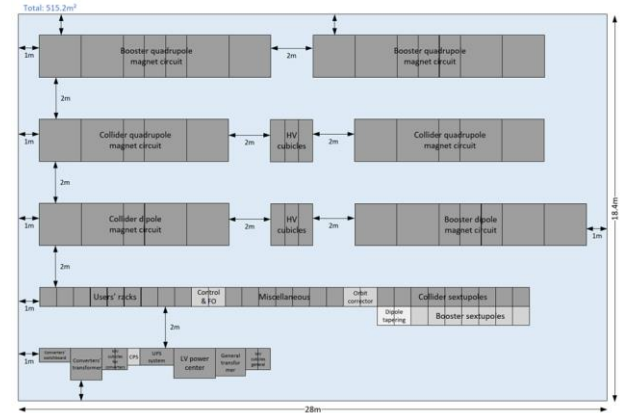 Total: 515.2m²
Booster quadrupole
magnet circuit
Booster quadrupole
magnet circuit
1m
2m
2m
Collider quadrupole
magnet circuit
HV
cubicles
Collider quadrupole
magnet circuit
1m
2m
2m
2m
Collider dipole
magnet circuit
HV
cubicles
Booster dipole
magnet circuit
1m
2m
2m
1m
2m
18.4m
Users' racks
Control
& FO
Miscellaneous
Orbit
corrector
Collider sextupoles
1m
Dipole
tapering
Booster sextupoles
2m
1m
Converters'
transformer
CPS
UPS
system
LV power
center
General
transfor
mer
28m